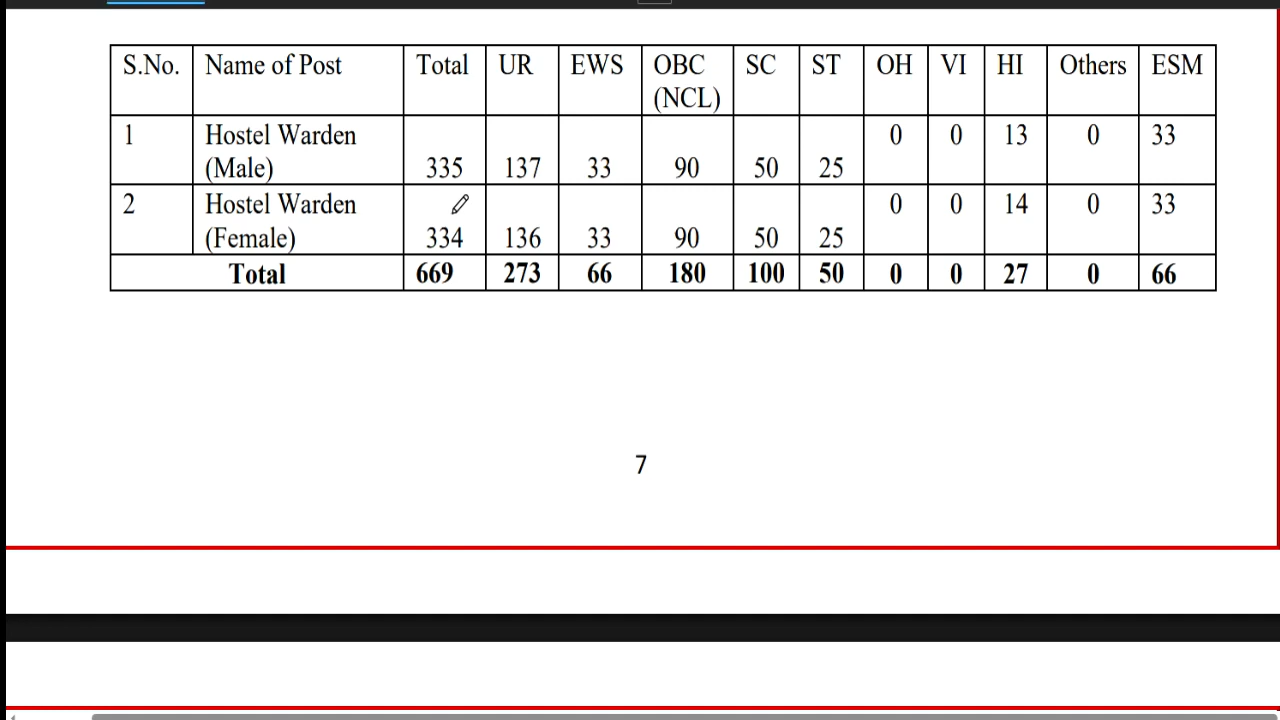 S.No. Name of Post Total UR EWS OBC (NCL) SC ST OH VI HI Others ESM
1 Hostel Warden (Male) 335 137 33 90 50 25 0 0 13 0 33
2 Hostel Warden (Female) 334 136 33 90 50 25 0 0 14 0 33
Total 669 273 66 180 100 50 0 0 27 0 66
7